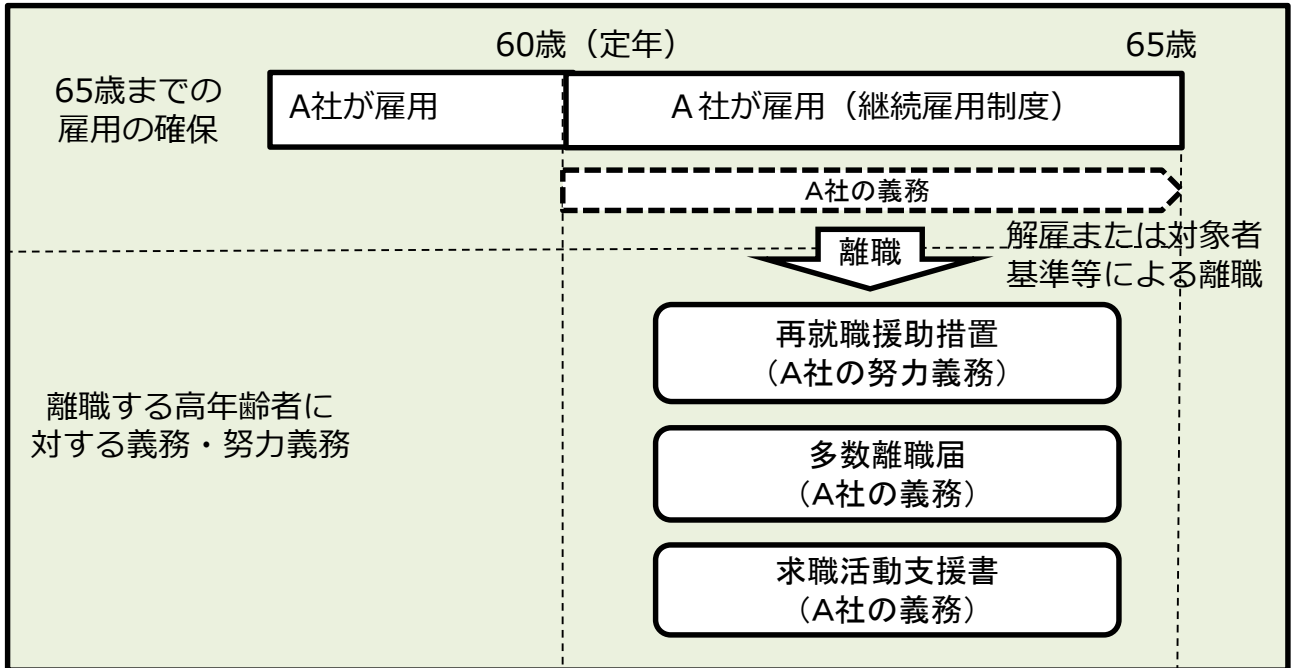 60歳（定年）
65歳
65歳までの
雇用の確保
A社が雇用
Ａ社が雇用（継続雇用制度）
A社の義務
離職
解雇または対象者
基準等による離職
再就職援助措置
（A社の努力義務）
離職する高年齢者に
対する義務・努力義務
多数離職届
（A社の義務）
求職活動支援書
（A社の義務）